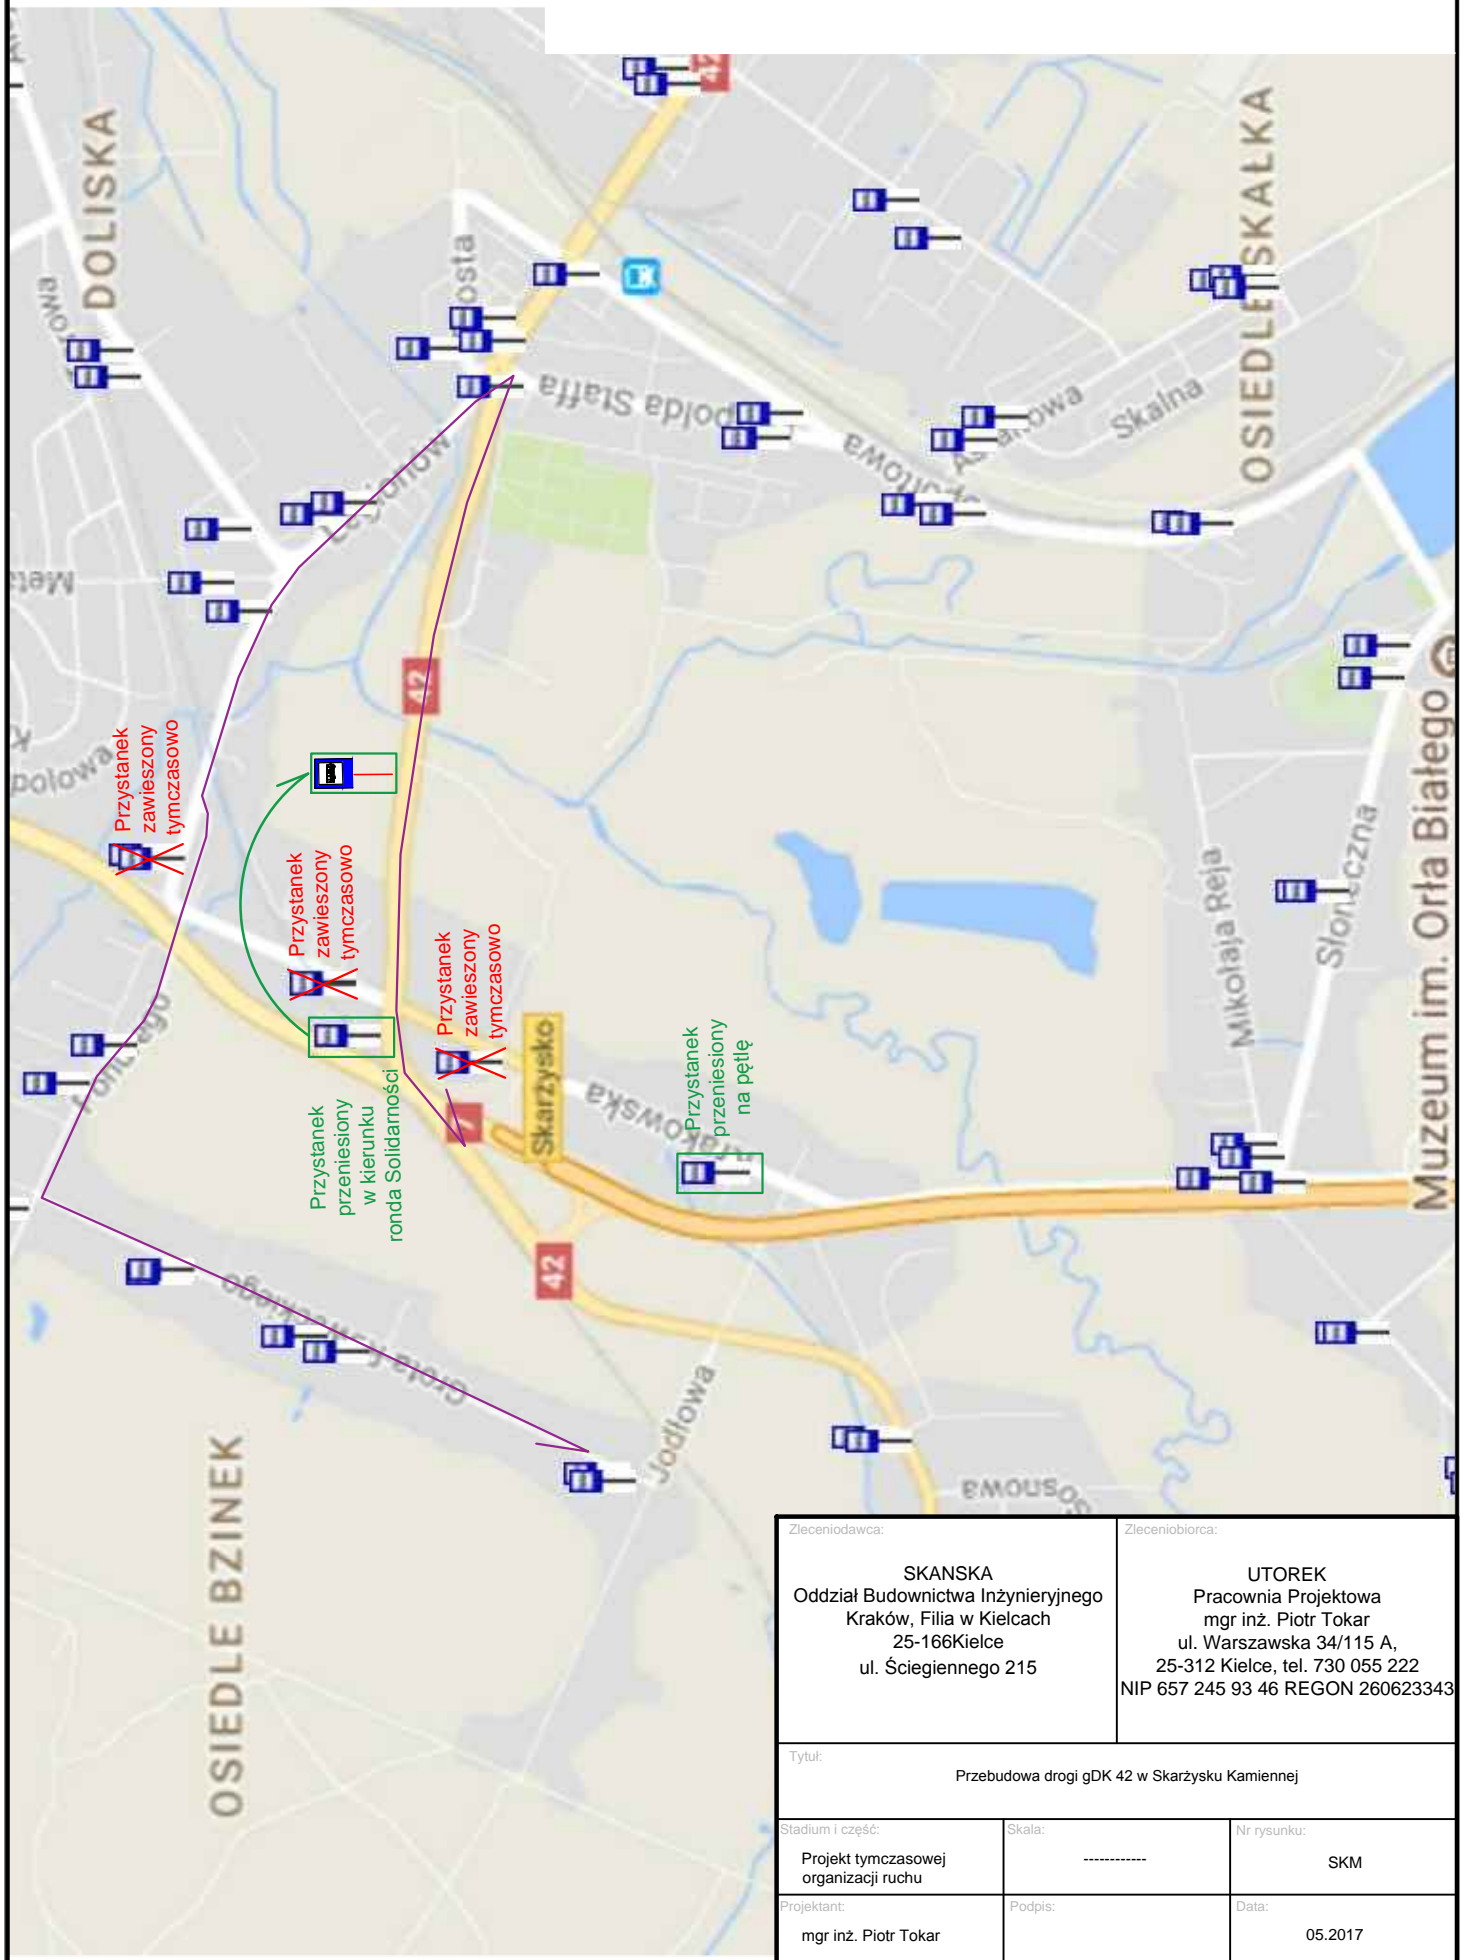 DOLISKA
OSIEDLE SKAŁKA
42
osta
Legionów
Staffa
Skalna
42
Przystanek
zawieszony
tymczasowo
Przystanek
zawieszony
tymczasowo
Przystanek
zawieszony
tymczasowo
Przystanek
przeniesiony
w kierunku
ronda Solidarności
Przystanek
przeniesiony
na pętlę
7
Skarżysko
42
Mikołaja Reja
Słoneczna
Muzeum im. Orła Białego
Jodłowa
OSIEDLE BZINEK
Zleceniodawca:
SKANSKA
Oddział Budownictwa Inżynieryjnego
Kraków, Filia w Kielcach
25-166Kielce
ul. Ściegiennego 215
Zleceniobiorca:
UTOREK
Pracownia Projektowa
mgr inż. Piotr Tokar
ul. Warszawska 34/115 A,
25-312 Kielce, tel. 730 055 222
NIP 657 245 93 46 REGON 260623343
Tytuł:
Przebudowa drogi gDK 42 w Skarżysku Kamiennej
Stadium i część:
Projekt tymczasowej
organizacji ruchu
Skala:
------------
Nr rysunku:
SKM
Projektant:
mgr inż. Piotr Tokar
Podpis:
Data:
05.2017